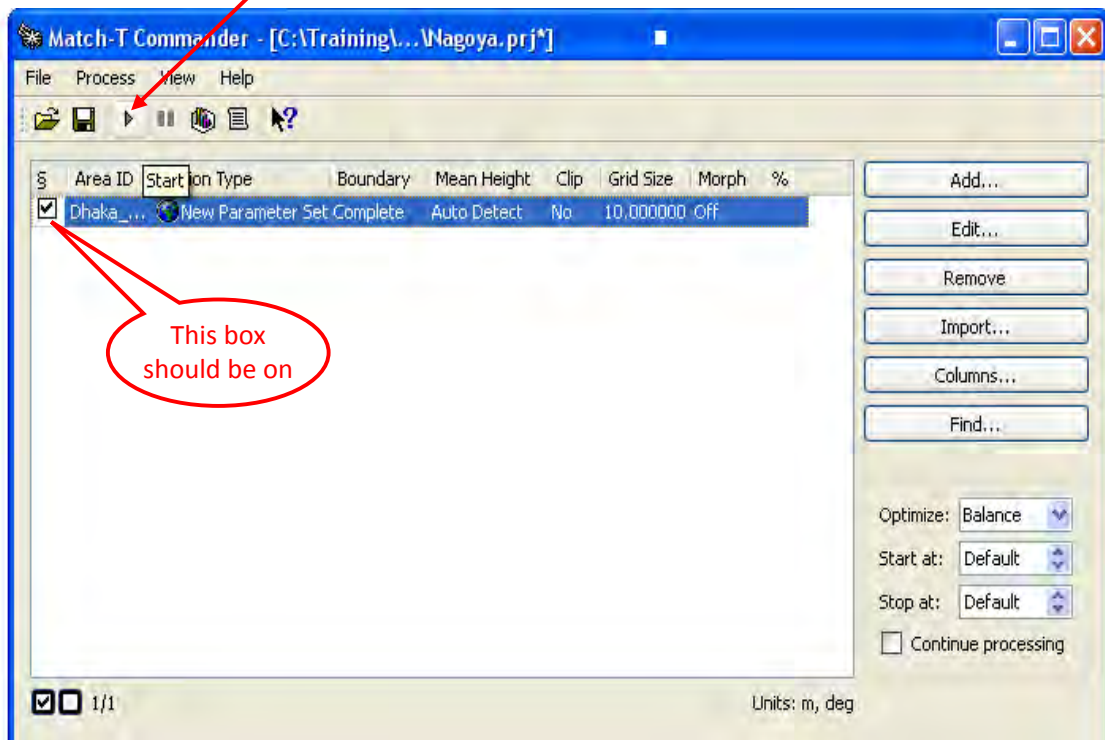 Match-T Commander - [C:\Training\...\Nagoya.prj*]
File Process View Help
§ Area ID Start ion Type Boundary Mean Height Clip Grid Size Morph %
Dhaka_... New Parameter Set Complete Auto Detect No 10.000000 Off
This box
should be on
Add...
Edit...
Remove
Import...
Columns...
Find...
Optimize: Balance
Start at: Default
Stop at: Default
Continue processing
1/1
Units: m, deg